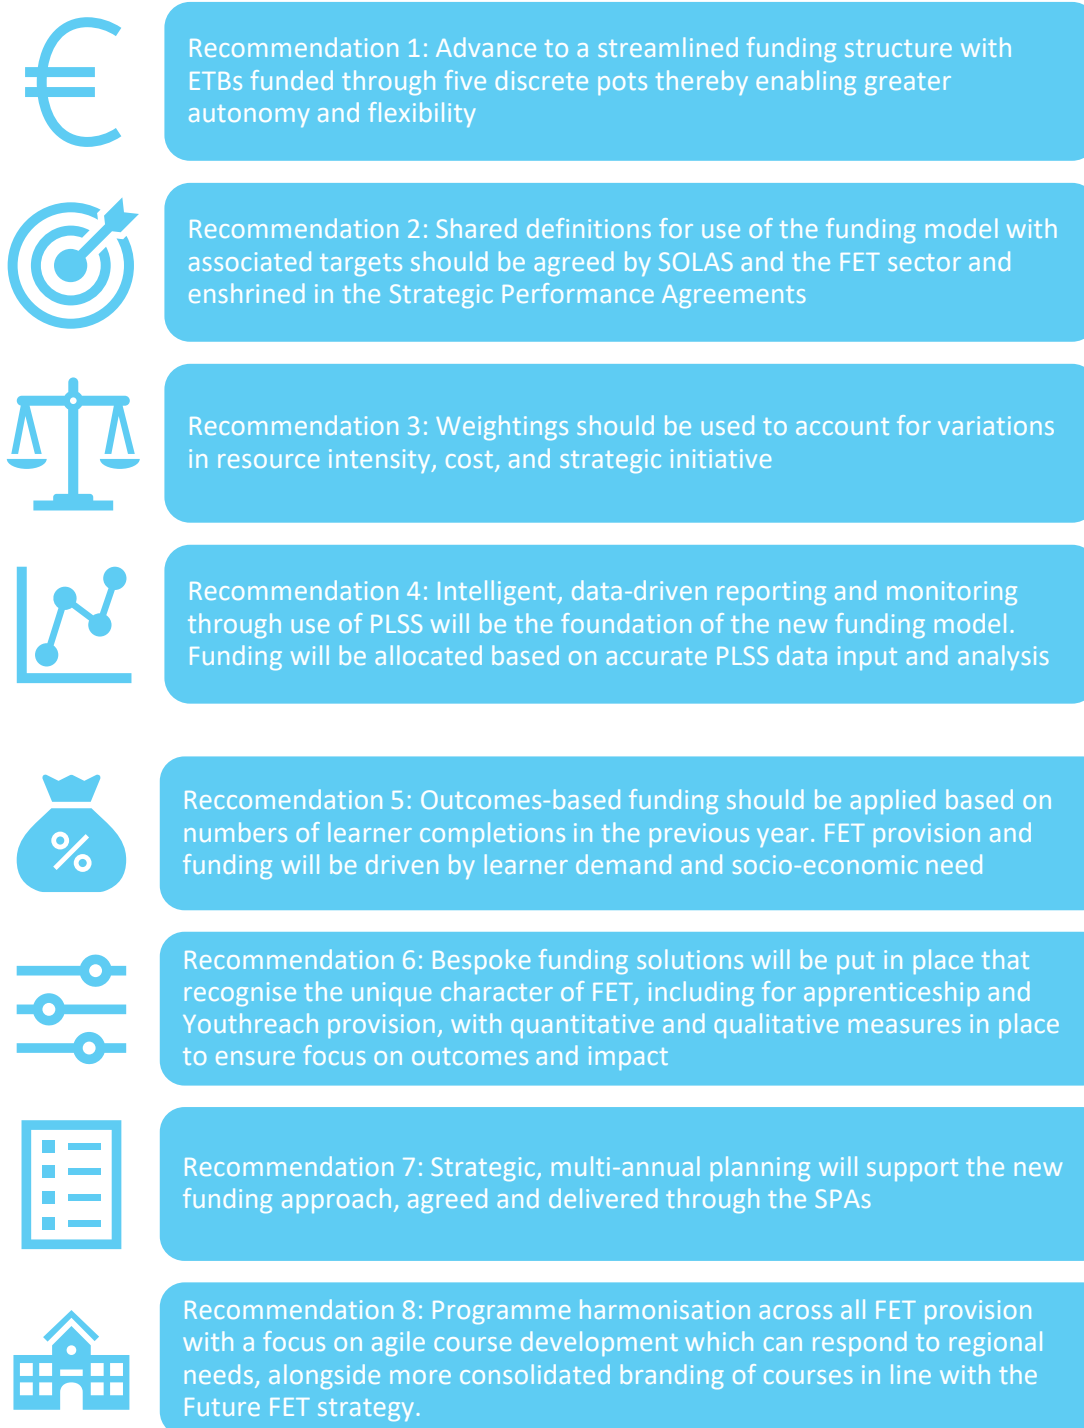 Recommendation 1: Advance to a streamlined funding structure with
ETBs funded through five discrete pots thereby enabling greater
autonomy and flexibility
Recommendation 2: Shared definitions for use of the funding model with
associated targets should be agreed by SOLAS and the FET sector and
enshrined in the Strategic Performance Agreements
Recommendation 3: Weightings should be used to account for variations
in resource intensity, cost, and strategic initiative
Recommendation 4: Intelligent, data-driven reporting and monitoring
through use of PLSS will be the foundation of the new funding model.
Funding will be allocated based on accurate PLSS data input and analysis
Reccomendation 5: Outcomes-based funding should be applied based on
numbers of learner completions in the previous year. FET provision and
funding will be driven by learner demand and socio-economic need
Recommendation 6: Bespoke funding solutions will be put in place that
recognise the unique character of FET, including for apprenticeship and
Youthreach provision, with quantitative and qualitative measures in place
to ensure focus on outcomes and impact
Recommendation 7: Strategic, multi-annual planning will support the new
funding approach, agreed and delivered through the SPAs
Recommendation 8: Programme harmonisation across all FET provision
with a focus on agile course development which can respond to regional
needs, alongside more consolidated branding of courses in line with the
Future FET strategy.